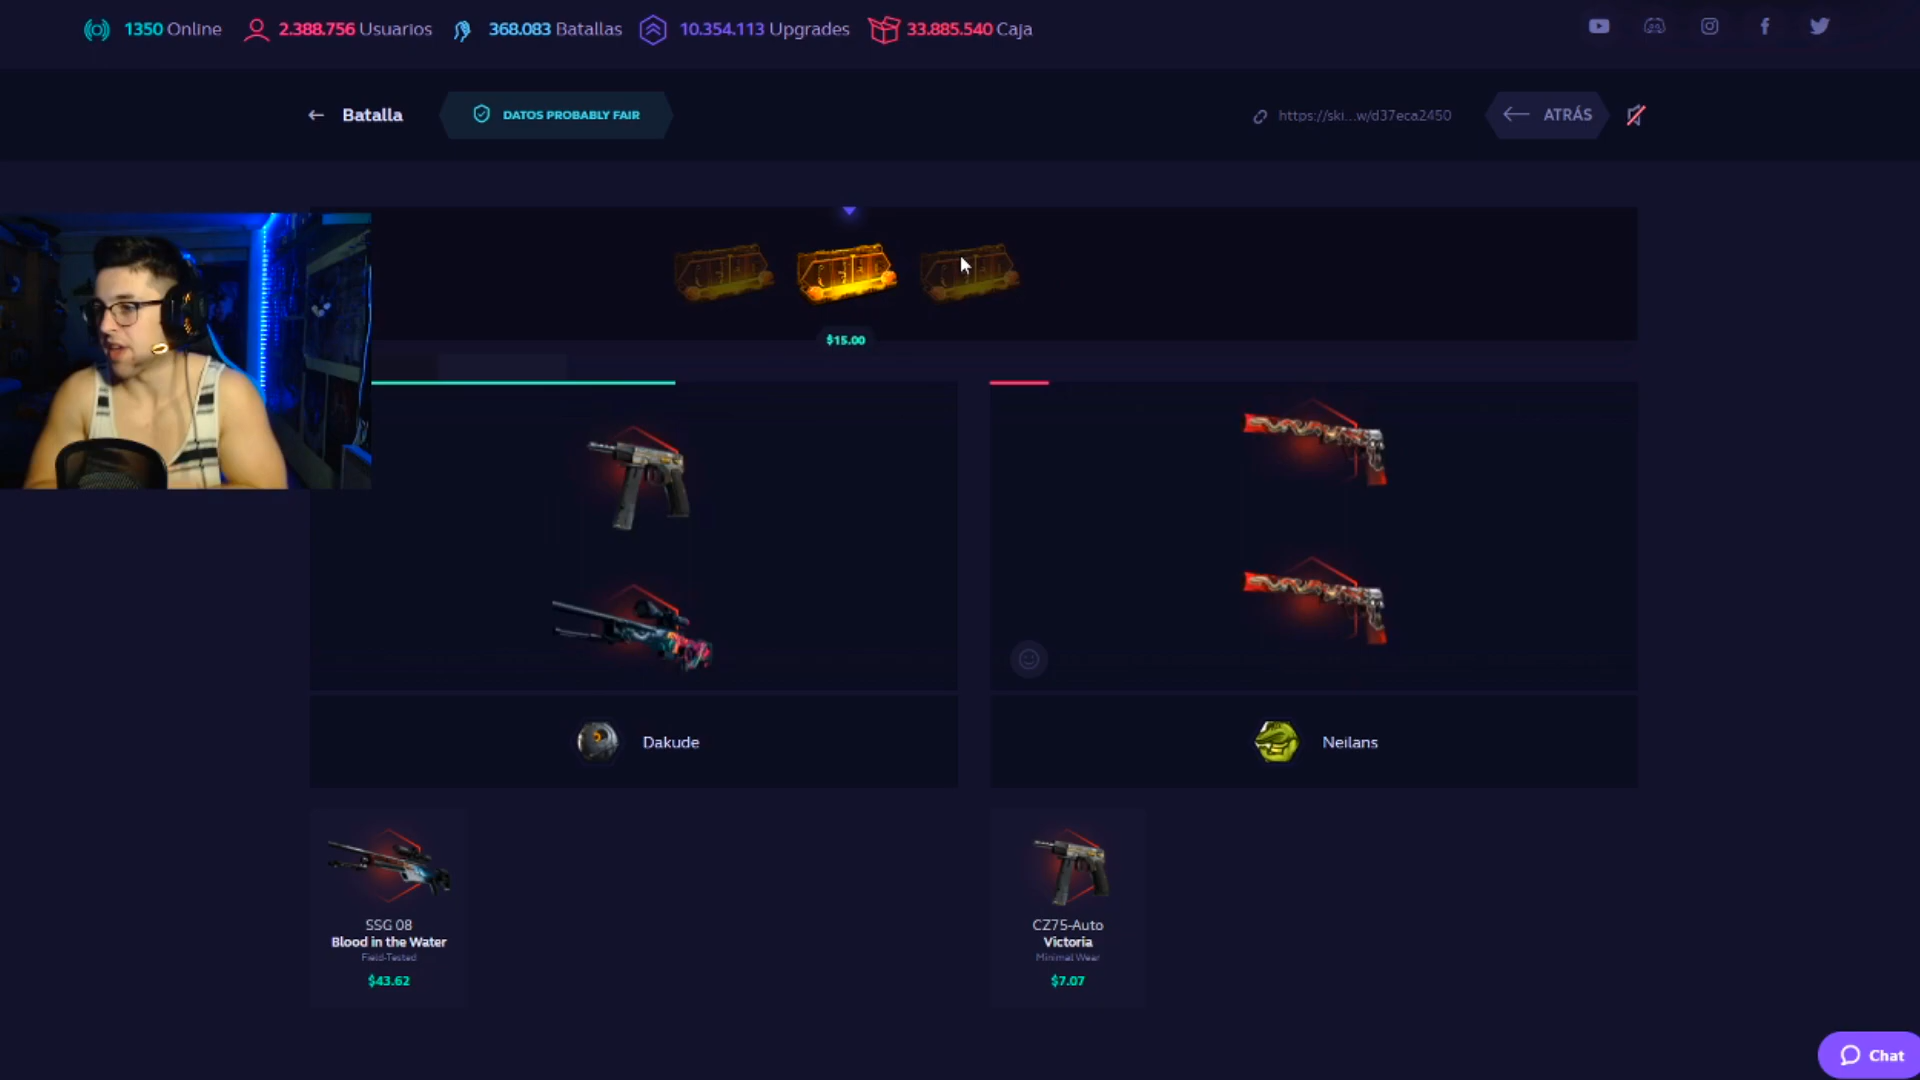 1350 Online 2.388.756 Usuarios 368.083 Batallas 10.354.113 Upgrades 33.885.540 Caja
Batalla DATOS PROBABLY FAIR https://ski...w/d37eca2450 ATRÁS
$15.00
Dakude Neilans
SSG 08
Blood in the Water
Field-Tested
$43.62
CZ75-Auto
Victoria
Minimal Wear
$7.07
Chat